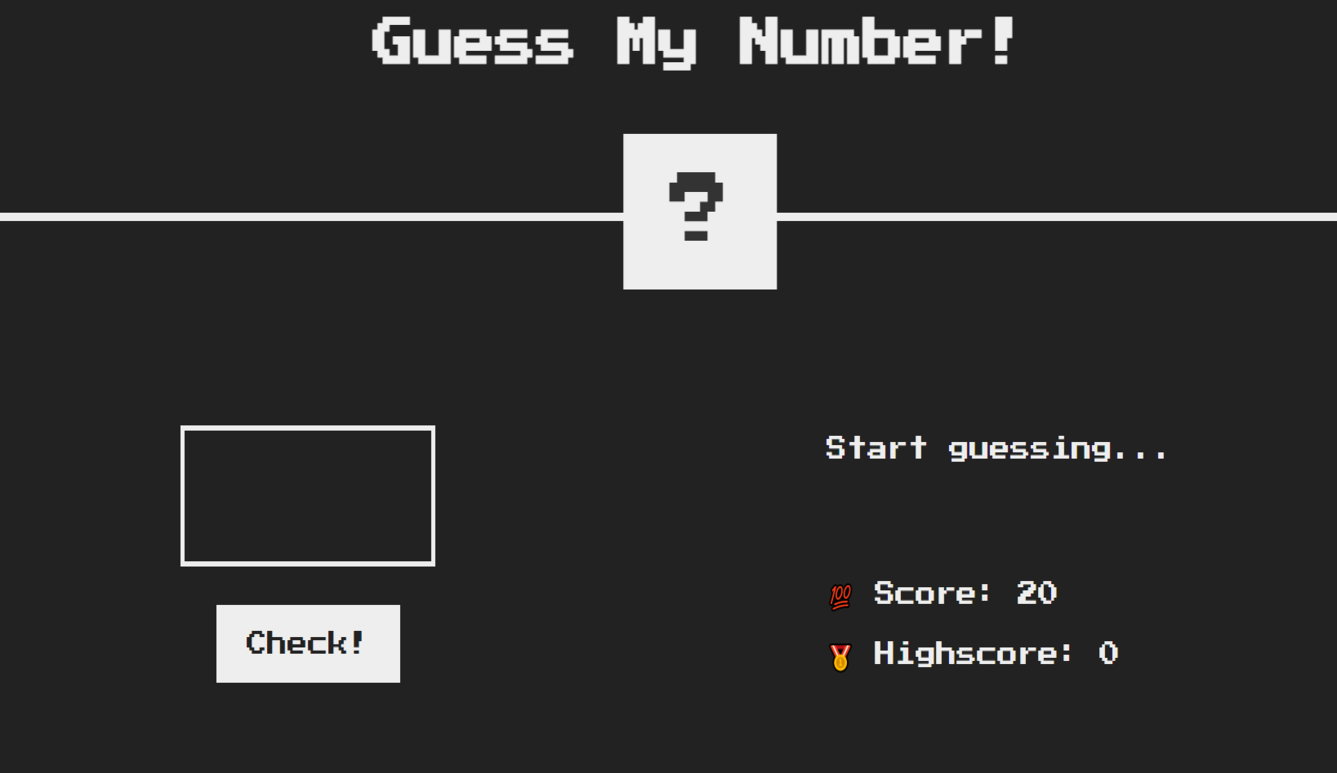 Guess My Number!
?
Start guessing...
Check!
💯 Score: 20
🥇 Highscore: 0